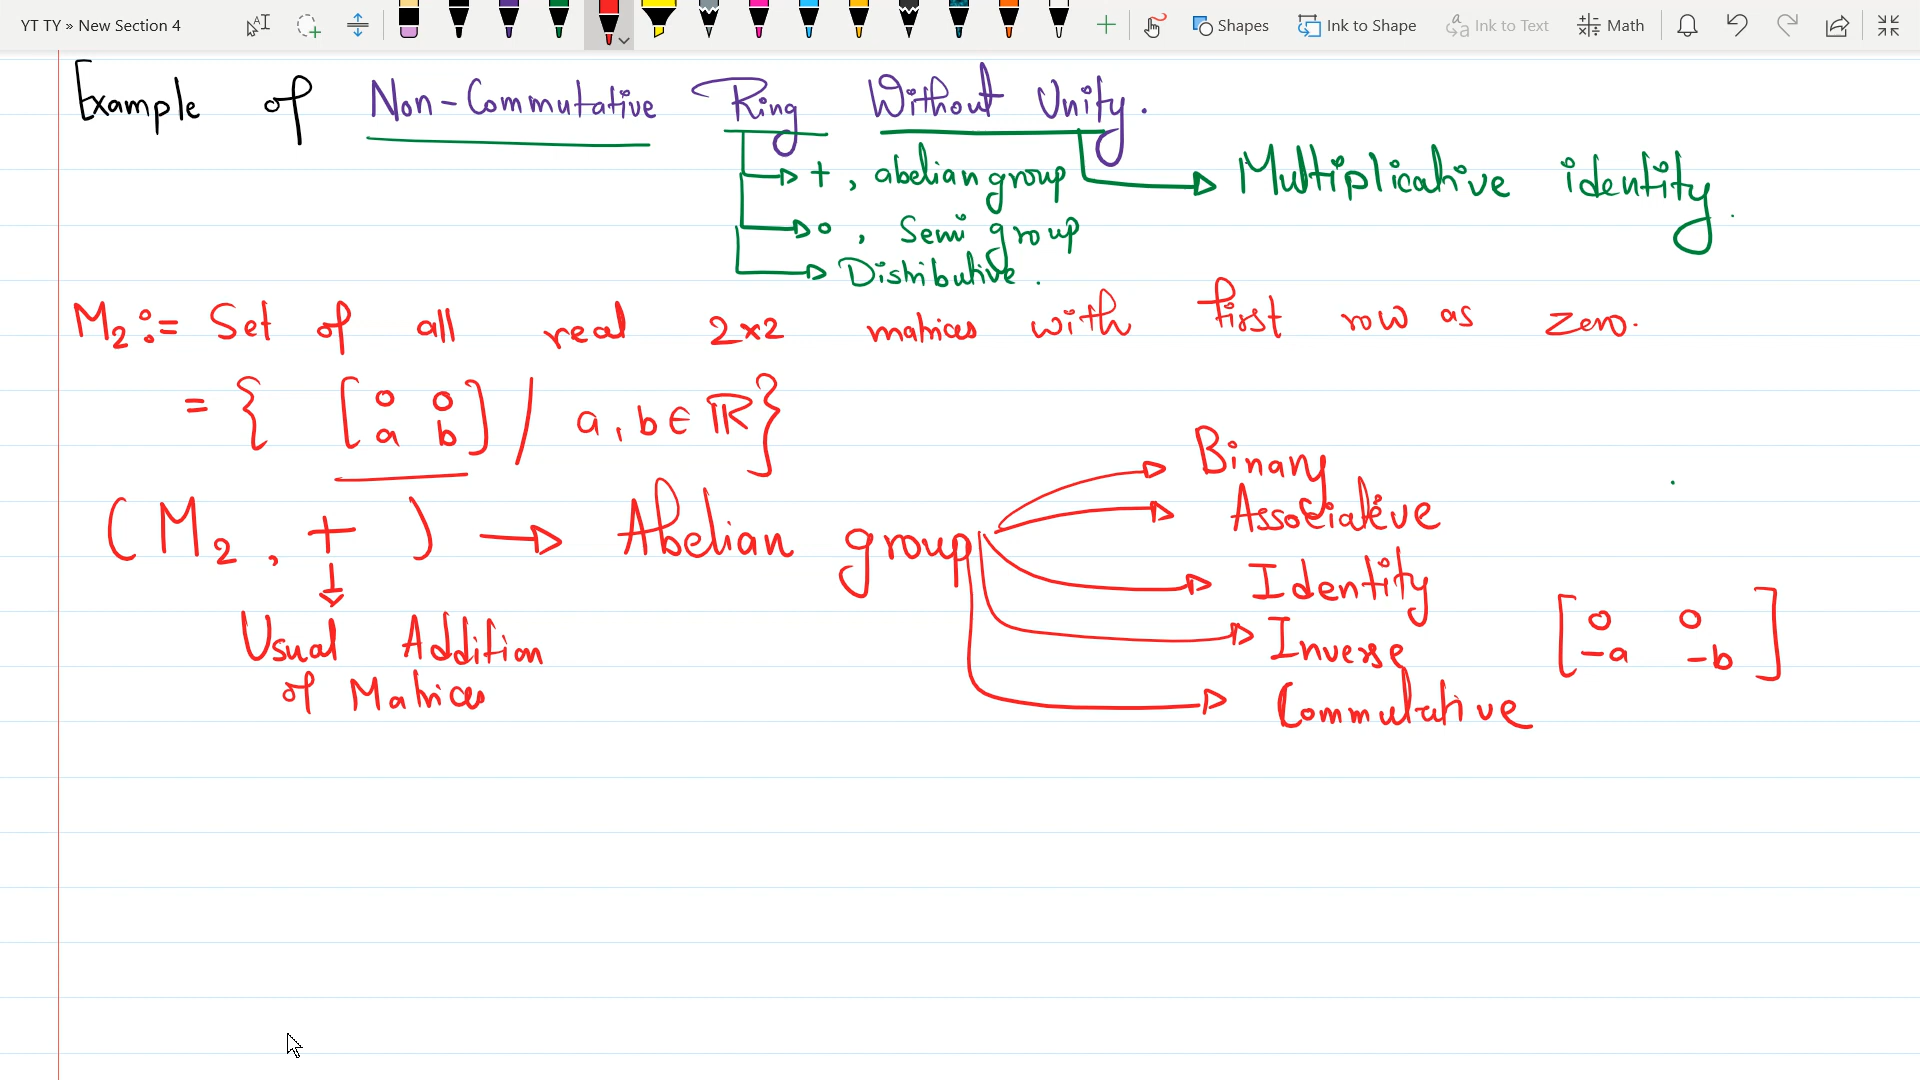 YT TY » New Section 4
Shapes Ink to Shape Ink to Text Math
Example of Non-Commutative Ring Without Unity.
+, abelian group
Multiplicative identity.
∘, Semi group
Distributive.
M₂ := Set of all real 2×2 matrices with first row as zero.
= { [0 0
a b] / a, b ∈ ℝ }
Binary
Associative
(M₂, +) → Abelian group
Identity
Usual Addition
of Matrices
Inverse
[0 0
-a -b]
Commutative